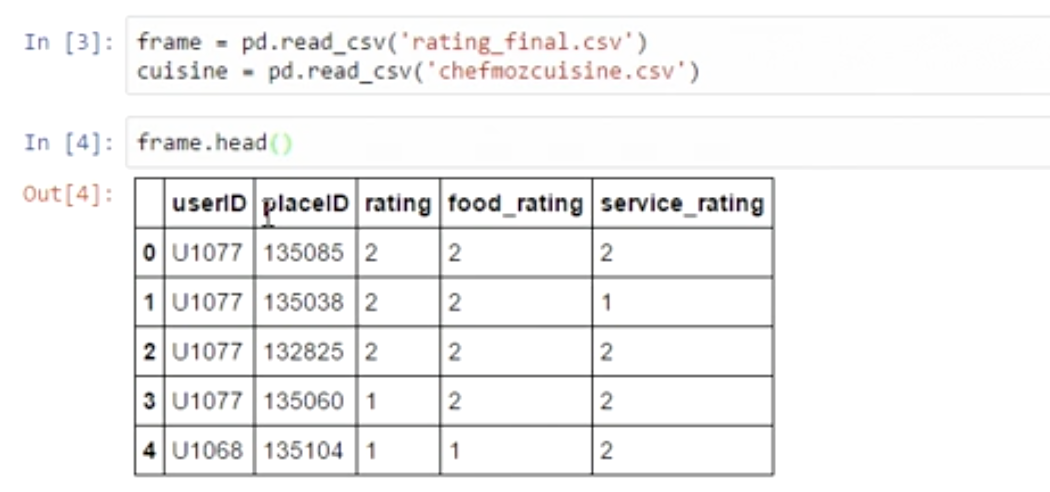 In [3]: frame = pd.read_csv('rating_final.csv')
cuisine = pd.read_csv('chefmozcuisine.csv')
In [4]: frame.head()
Out[4]:
userID placeID rating food_rating service_rating
0 U1077 135085 2 2 2
1 U1077 135038 2 2 1
2 U1077 132825 2 2 2
3 U1077 135060 1 2 2
4 U1068 135104 1 1 2